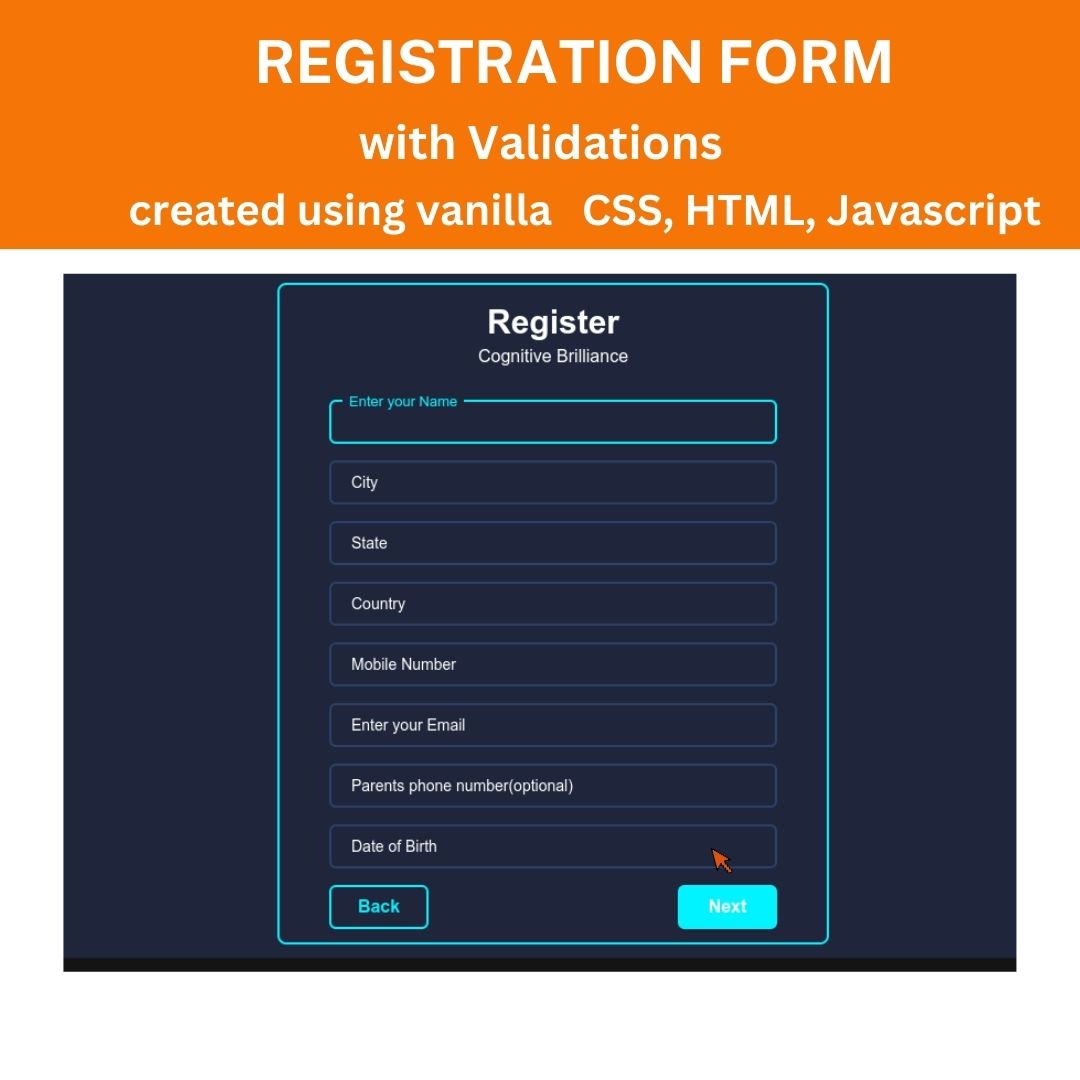 REGISTRATION FORM
with Validations
created using vanilla CSS, HTML, Javascript
Register
Cognitive Brilliance
Enter your Name
City
State
Country
Mobile Number
Enter your Email
Parents phone number(optional)
Date of Birth
Back Next